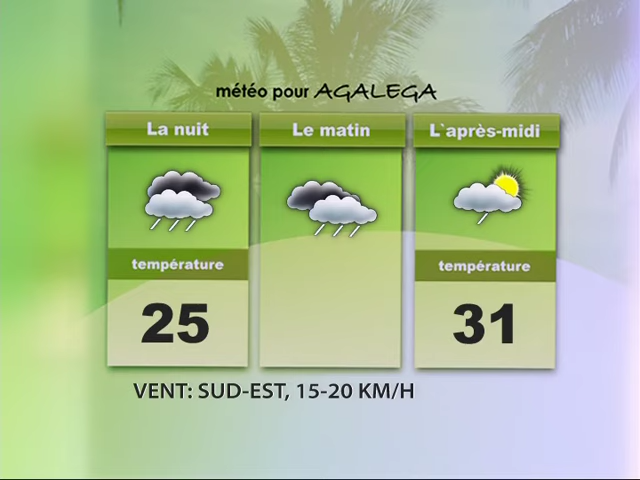 météo pour AGALEGA
La nuit
Le matin
L`après-midi
température
température
25
31
VENT: SUD-EST, 15-20 KM/H